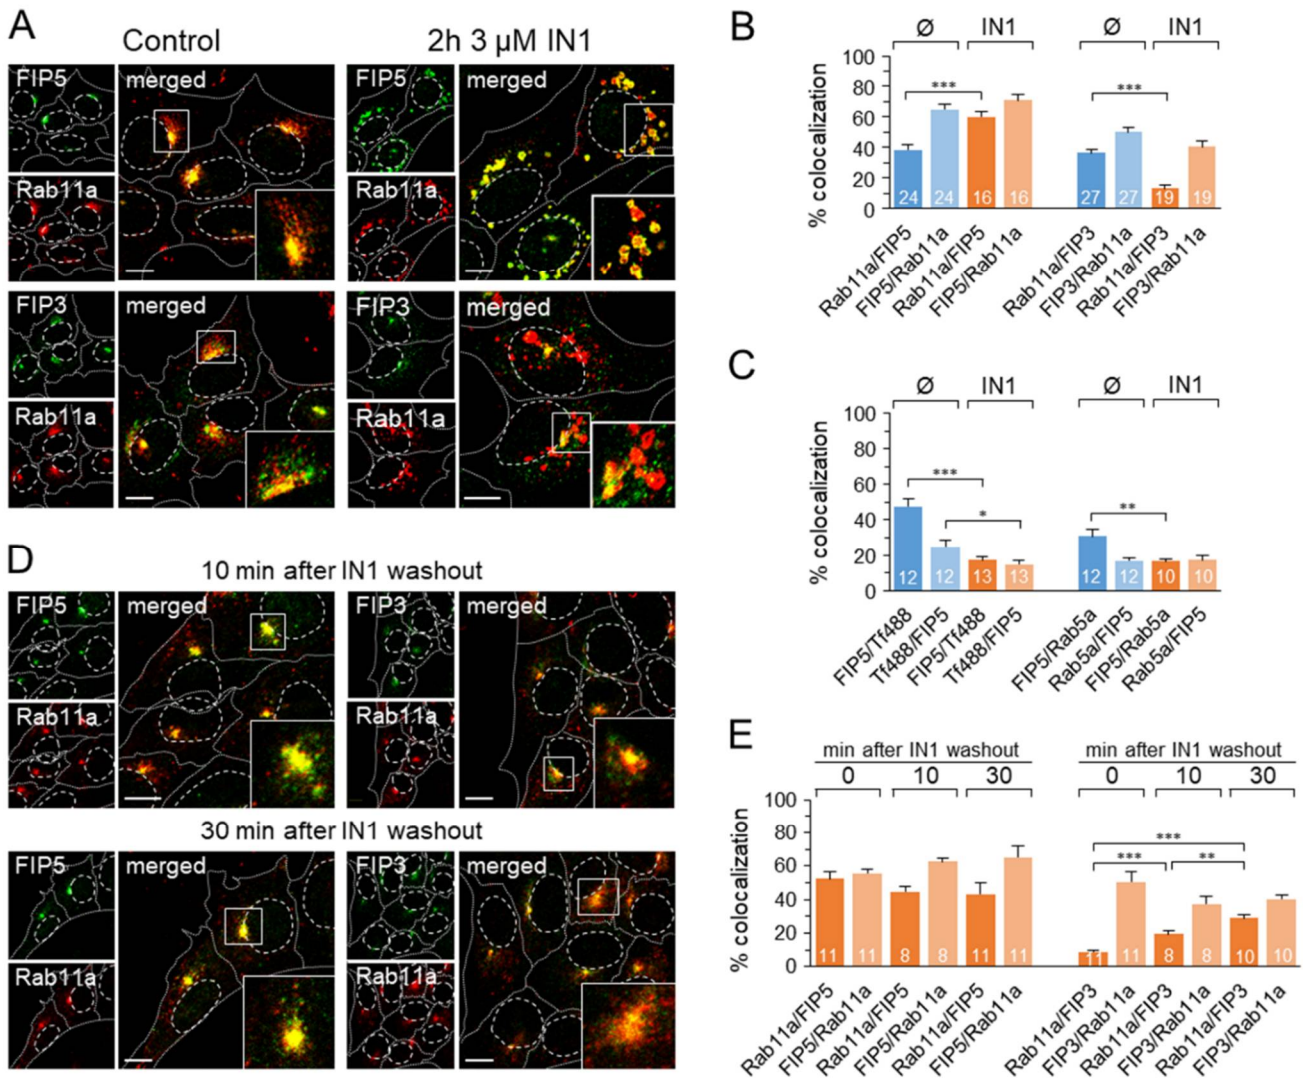 A
Control
2h 3 µM IN1
FIP5
merged
FIP5
merged
Rab11a
Rab11a
FIP3
merged
FIP3
merged
Rab11a
Rab11a
B
Ø IN1 Ø IN1
% colocalization
100
80
60
40
20
0
***
***
24 24 16 16 27 27 19 19
Rab11a/FIP5
FIP5/Rab11a
Rab11a/FIP5
FIP5/Rab11a
Rab11a/FIP3
FIP3/Rab11a
Rab11a/FIP3
FIP3/Rab11a
C
Ø IN1 Ø IN1
% colocalization
100
80
60
40
20
0
***
*
**
12 12 13 13 12 12 10 10
FIP5/Tf488
Tf488/FIP5
FIP5/Tf488
Tf488/FIP5
FIP5/Rab5a
Rab5a/FIP5
FIP5/Rab5a
Rab5a/FIP5
D
10 min after IN1 washout
FIP5
merged
FIP3
merged
Rab11a
Rab11a
30 min after IN1 washout
FIP5
merged
FIP3
merged
Rab11a
Rab11a
E
min after IN1 washout
0 10 30
min after IN1 washout
0 10 30
% colocalization
100
80
60
40
20
0
***
***
**
11 11 8 8 11 11 11 11 8 8 10 10
Rab11a/FIP5
FIP5/Rab11a
Rab11a/FIP5
FIP5/Rab11a
Rab11a/FIP5
FIP5/Rab11a
Rab11a/FIP3
FIP3/Rab11a
Rab11a/FIP3
FIP3/Rab11a
Rab11a/FIP3
FIP3/Rab11a